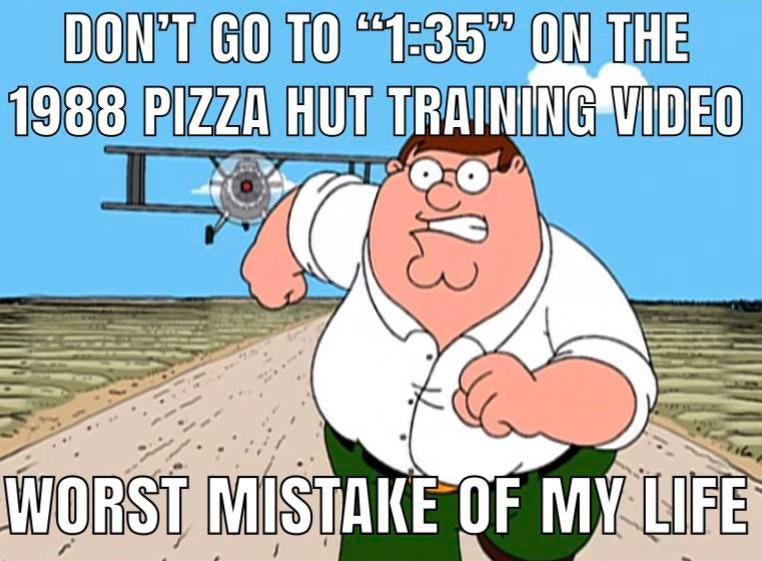 DON'T GO TO “1:35” ON THE
1988 PIZZA HUT TRAINING VIDEO
WORST MISTAKE OF MY LIFE